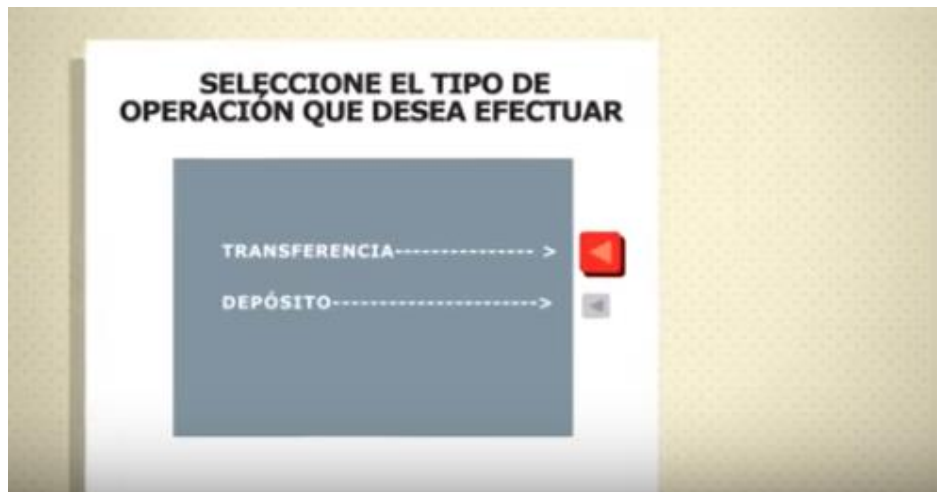 SELECCIONE EL TIPO DE
OPERACIÓN QUE DESEA EFECTUAR
TRANSFERENCIA--------------- >
DEPÓSITO---------------------->